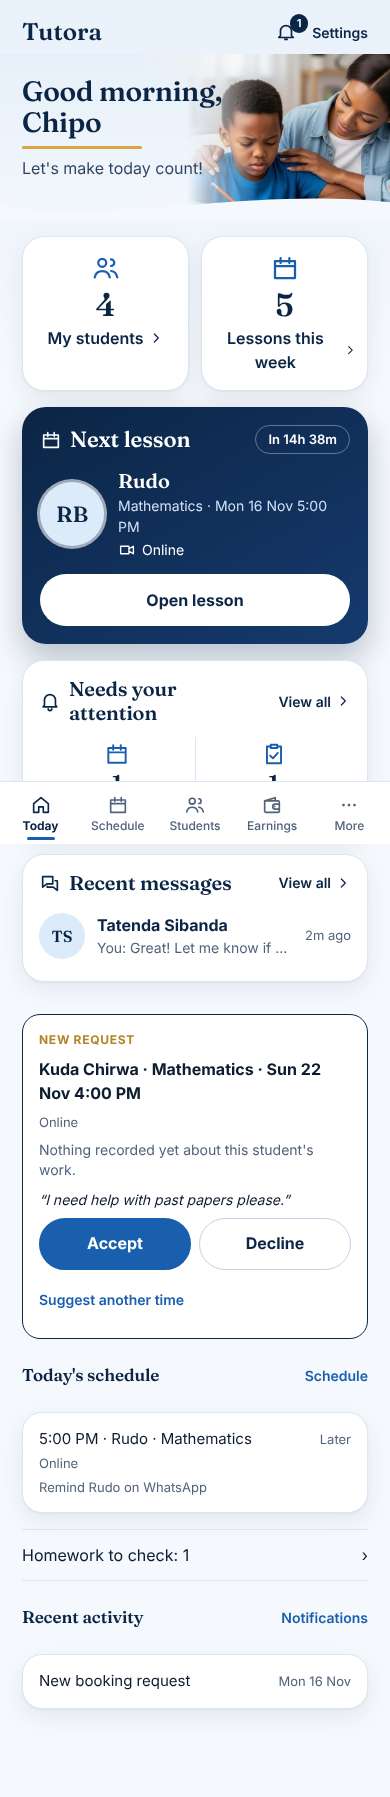 Tutora
1
Settings
Good morning,
Chipo
Let's make today count!
4
My students
5
Lessons this
week
Next lesson
In 14h 38m
RB
Rudo
Mathematics · Mon 16 Nov 5:00
PM
Online
Open lesson
Needs your
attention
View all
Today
Schedule
Students
Earnings
More
Recent messages
View all
TS
Tatenda Sibanda
You: Great! Let me know if ...
2m ago
NEW REQUEST
Kuda Chirwa · Mathematics · Sun 22
Nov 4:00 PM
Online
Nothing recorded yet about this student's
work.
“I need help with past papers please.”
Accept
Decline
Suggest another time
Today's schedule
Schedule
5:00 PM · Rudo · Mathematics
Later
Online
Remind Rudo on WhatsApp
Homework to check: 1
Recent activity
Notifications
New booking request
Mon 16 Nov